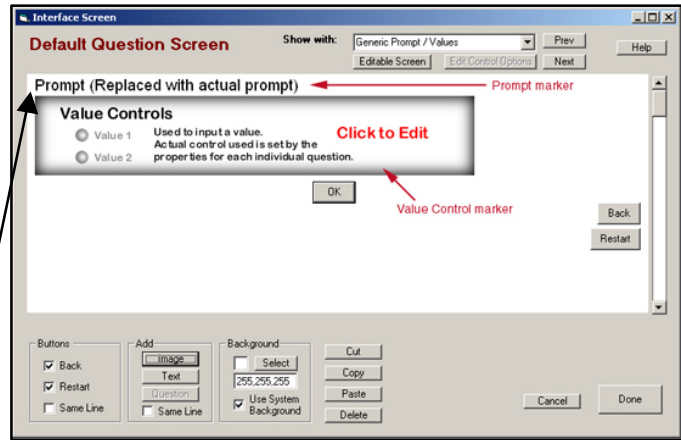 Interface Screen
Default Question Screen
Show with:
Generic Prompt / Values
Prev
Help
Editable Screen
Edit Control Options
Next
Prompt (Replaced with actual prompt)
Prompt marker
Value Controls
Value 1
Used to input a value.
Click to Edit
Actual control used is set by the
Value 2
properties for each individual question.
OK
Value Control marker
Back
Restart
Buttons
Back
Restart
Same Line
Add
Image
Text
Question
Same Line
Background
Select
255,255,255
Use System
Background
Cut
Copy
Paste
Delete
Cancel
Done